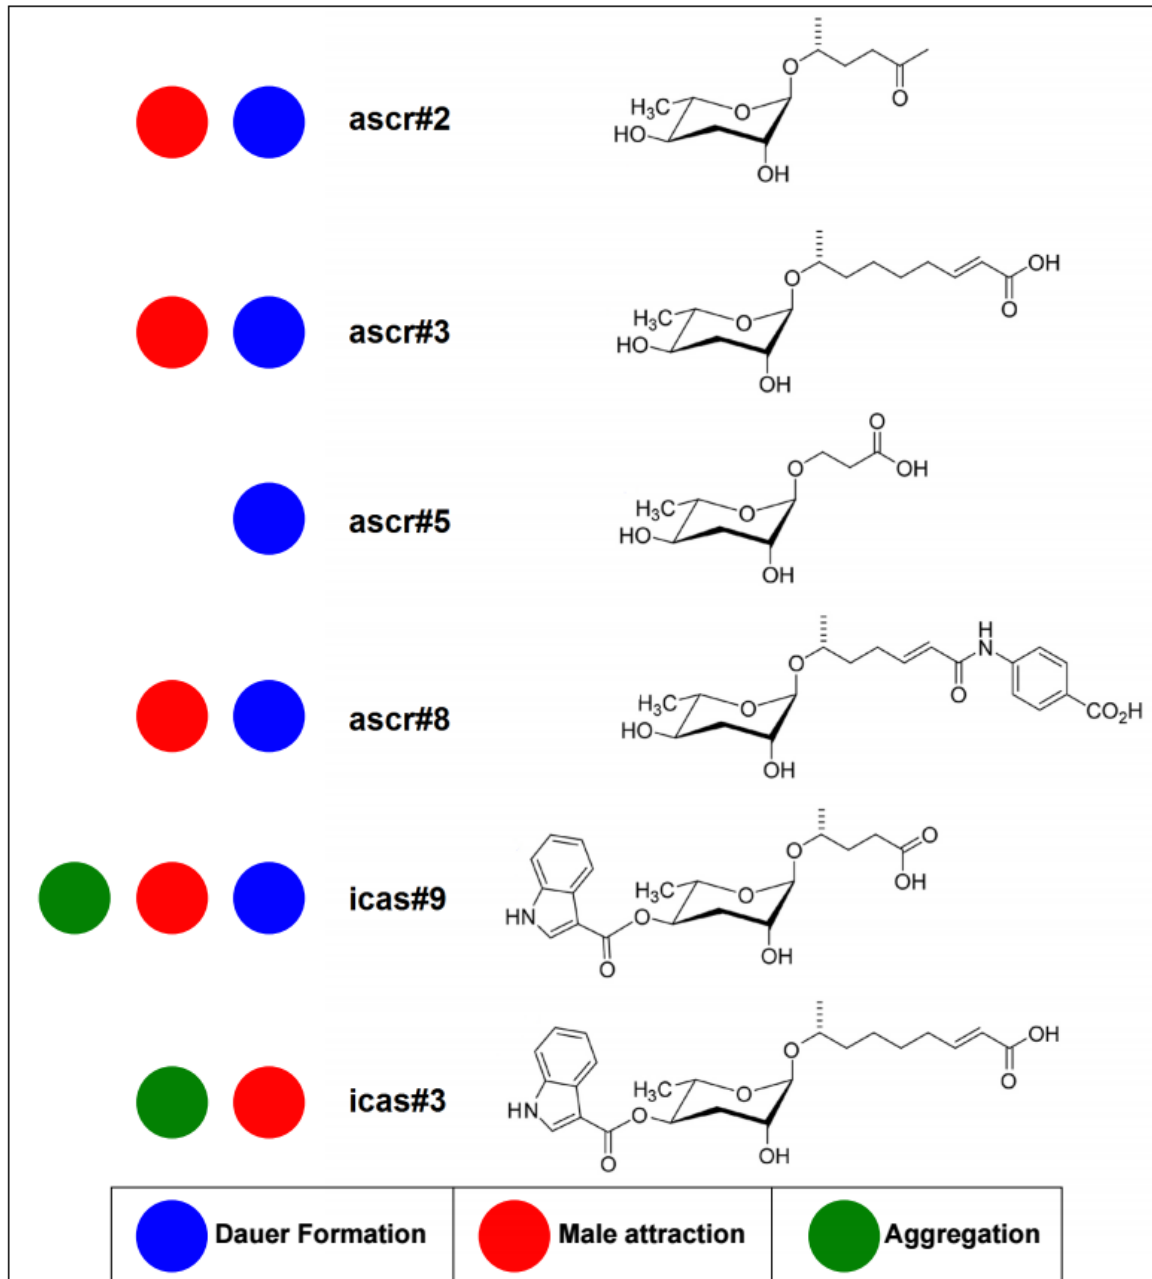 ascr#2
O
O
H₃C
O
HO
OH
ascr#3
O
OH
O
H₃C
O
HO
OH
ascr#5
O
O
OH
H₃C
O
HO
OH
ascr#8
H
N
O
O
CO₂H
H₃C
O
HO
OH
icas#9
O
O
OH
H₃C
O
HN
O
O
OH
icas#3
OH
O
O
H₃C
O
HN
O
O
OH
Dauer Formation
Male attraction
Aggregation